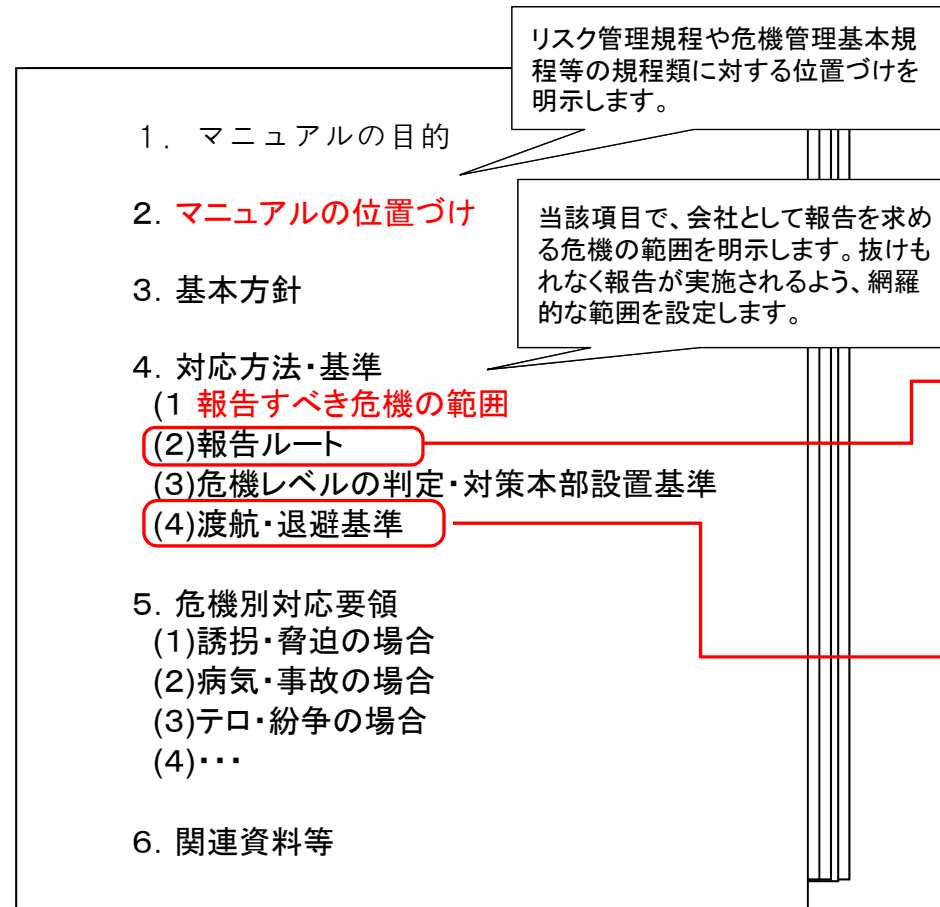 リスク管理規程や危機管理基本規
程等の規程類に対する位置づけを
明示します。
１．マニュアルの目的
２．マニュアルの位置づけ
当該項目で、会社として報告を求め
る危機の範囲を明示します。抜けも
れなく報告が実施されるよう、網羅
的な範囲を設定します。
３．基本方針
４．対応方法・基準
(1 報告すべき危機の範囲
(2)報告ルート
(3)危機レベルの判定・対策本部設置基準
(4)渡航・退避基準
５．危機別対応要領
(1)誘拐・脅迫の場合
(2)病気・事故の場合
(3)テロ・紛争の場合
(4)・・・
６．関連資料等